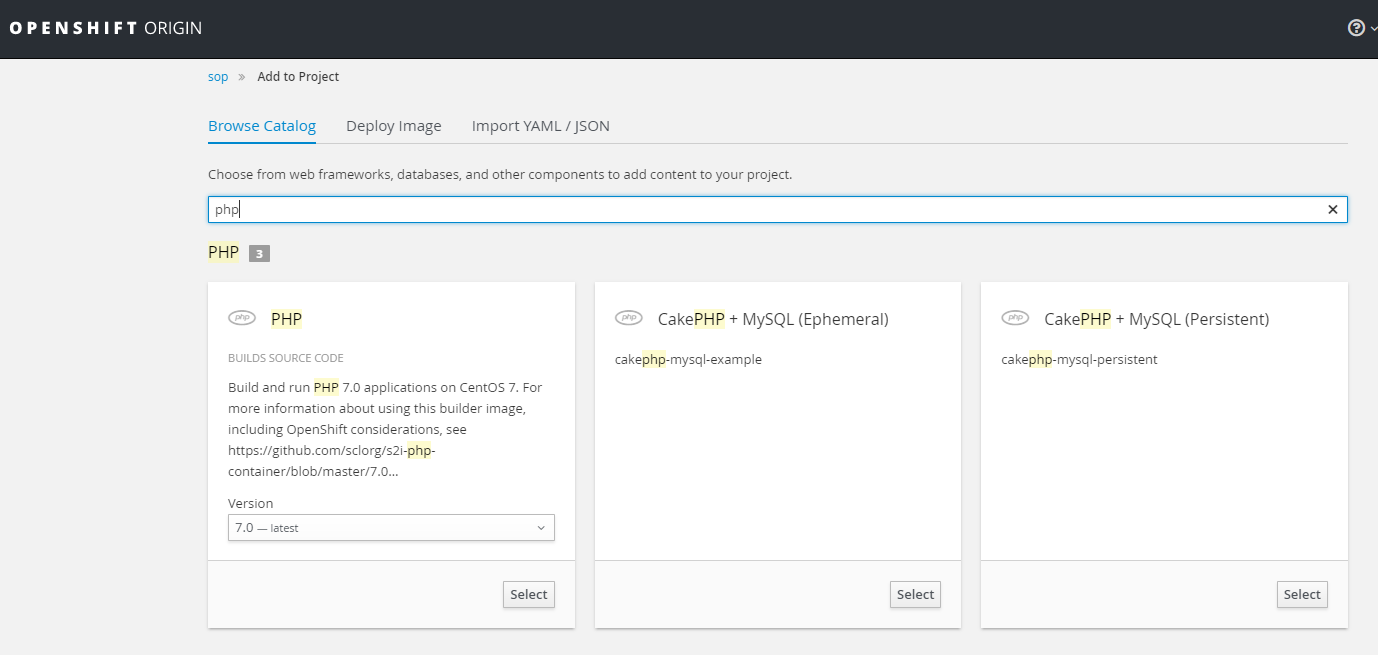 OPENSHIFT ORIGIN
sop » Add to Project
Browse Catalog Deploy Image Import YAML / JSON
Choose from web frameworks, databases, and other components to add content to your project.
php
PHP 3
php PHP
BUILDS SOURCE CODE
Build and run PHP 7.0 applications on CentOS 7. For
more information about using this builder image,
including OpenShift considerations, see
https://github.com/sclorg/s2i-php-
container/blob/master/7.0...
Version
7.0 — latest
Select
php CakePHP + MySQL (Ephemeral)
cakephp-mysql-example
Select
php CakePHP + MySQL (Persistent)
cakephp-mysql-persistent
Select